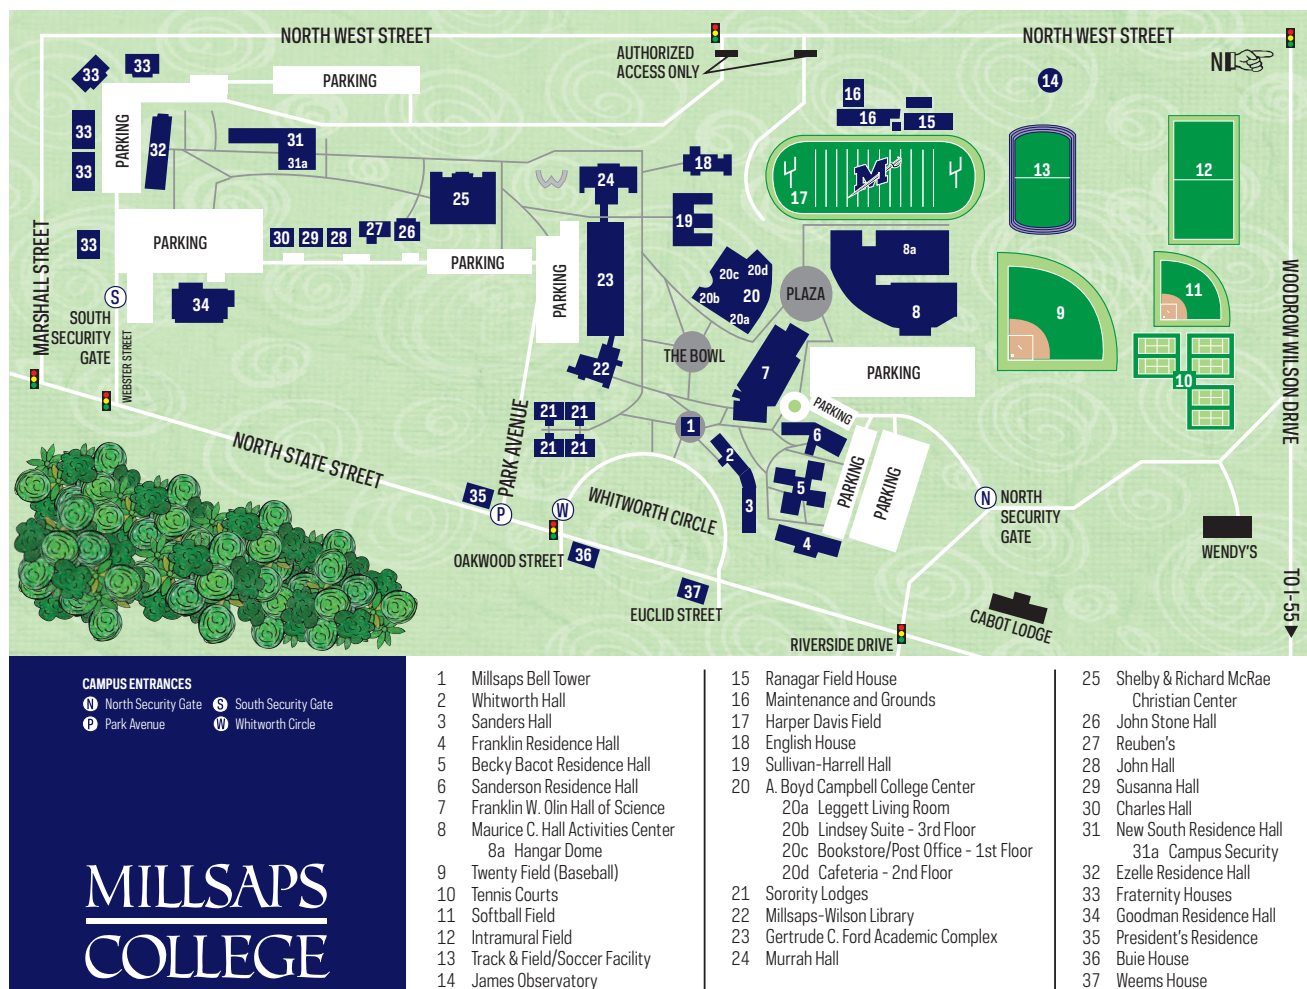 NORTH WEST STREET
NORTH WEST STREET
AUTHORIZED
ACCESS ONLY
N
33
33
PARKING
14
16
16
15
33
PARKING
32
31
31a
33
18
24
M
17
13
12
25
19
33
PARKING
30
29
28
27
26
PARKING
PARKING
23
20c
20d
20b
20
20a
PLAZA
8a
8
9
11
MARSHALL STREET
S
SOUTH
SECURITY
GATE
34
WEBSTER STREET
THE BOWL
22
7
PARKING
10
WOODROW WILSON DRIVE
NORTH STATE STREET
PARK AVENUE
21
21
21
21
1
2
PARKING
6
5
3
4
PARKING
PARKING
35
P
W
WHITWORTH CIRCLE
N
NORTH
SECURITY
GATE
WENDY'S
OAKWOOD STREET
36
37
EUCLID STREET
RIVERSIDE DRIVE
CABOT LODGE
TO I-55
CAMPUS ENTRANCES
N North Security Gate
S South Security Gate
P Park Avenue
W Whitworth Circle
MILLSAPS
COLLEGE
1 Millsaps Bell Tower
2 Whitworth Hall
3 Sanders Hall
4 Franklin Residence Hall
5 Becky Bacot Residence Hall
6 Sanderson Residence Hall
7 Franklin W. Olin Hall of Science
8 Maurice C. Hall Activities Center
8a Hangar Dome
9 Twenty Field (Baseball)
10 Tennis Courts
11 Softball Field
12 Intramural Field
13 Track & Field/Soccer Facility
14 James Observatory
15 Ranagar Field House
16 Maintenance and Grounds
17 Harper Davis Field
18 English House
19 Sullivan-Harrell Hall
20 A. Boyd Campbell College Center
20a Leggett Living Room
20b Lindsey Suite - 3rd Floor
20c Bookstore/Post Office - 1st Floor
20d Cafeteria - 2nd Floor
21 Sorority Lodges
22 Millsaps-Wilson Library
23 Gertrude C. Ford Academic Complex
24 Murrah Hall
25 Shelby & Richard McRae
Christian Center
26 John Stone Hall
27 Reuben's
28 John Hall
29 Susanna Hall
30 Charles Hall
31 New South Residence Hall
31a Campus Security
32 Ezelle Residence Hall
33 Fraternity Houses
34 Goodman Residence Hall
35 President's Residence
36 Buie House
37 Weems House